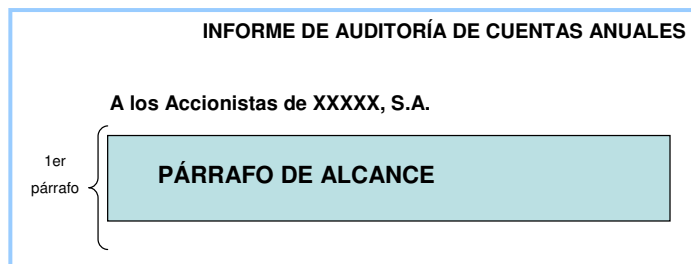 INFORME DE AUDITORÍA DE CUENTAS ANUALES
A los Accionistas de XXXXX, S.A.
1er
párrafo
PÁRRAFO DE ALCANCE